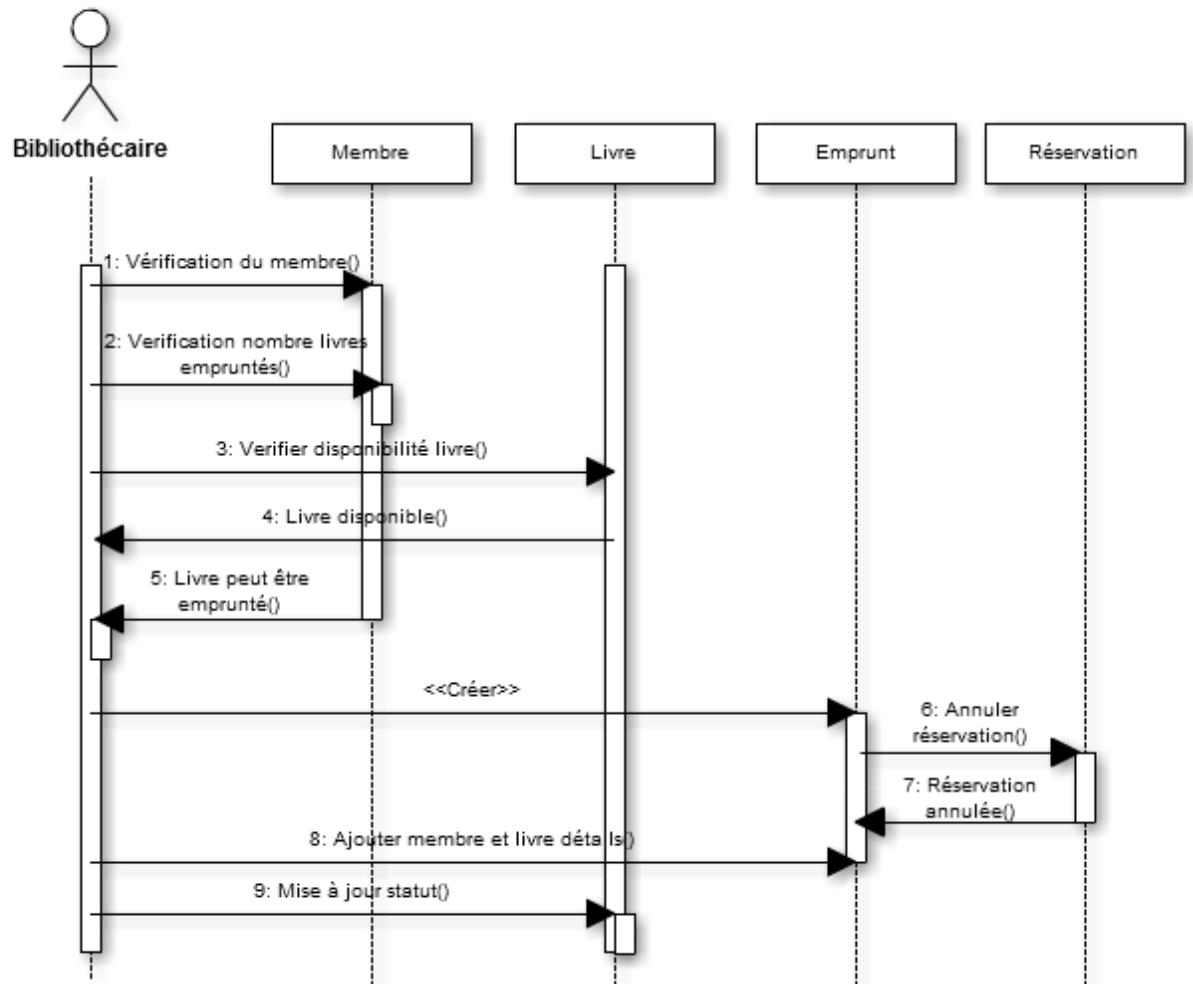 Bibliothécaire
Membre
Livre
Emprunt
Réservation
1: Vérification du membre()
2: Verification nombre livres
empruntés()
3: Verifier disponibilité livre()
4: Livre disponible()
5: Livre peut être
emprunté()
<<Créer>>
6: Annuler
réservation()
7: Réservation
annulée()
8: Ajouter membre et livre détails()
9: Mise à jour statut()